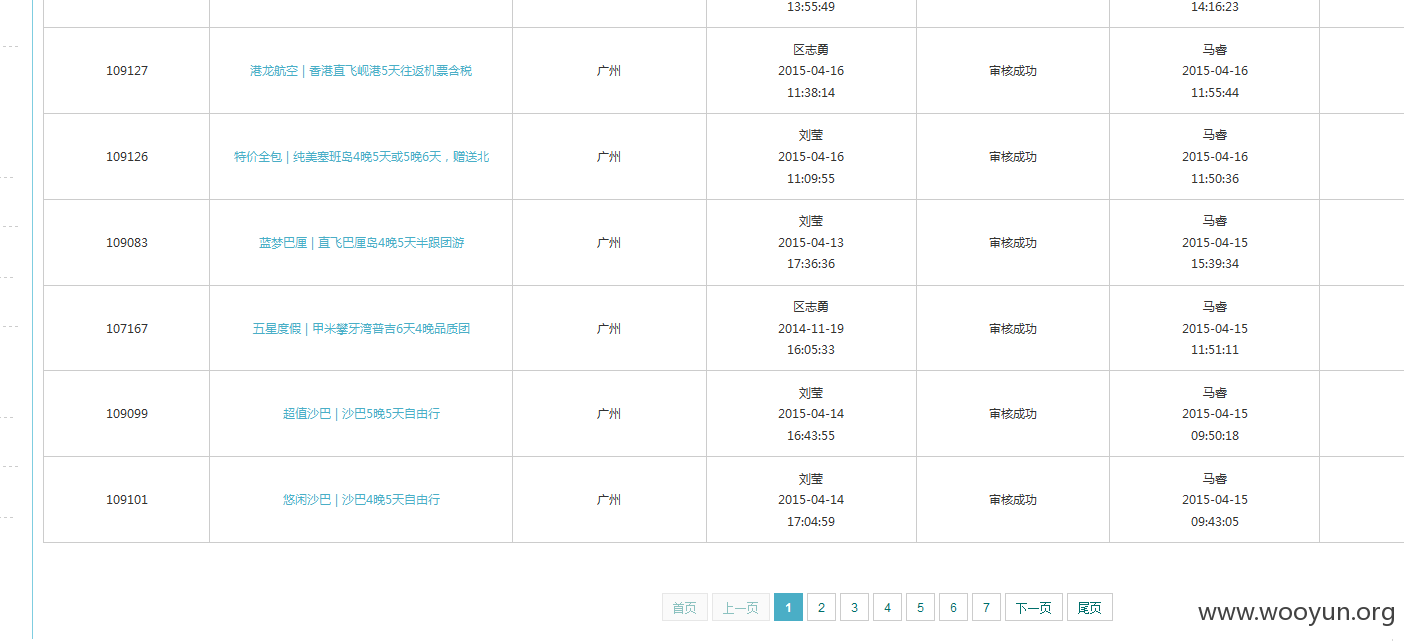 13:55:49 14:16:23
109127 港龙航空 | 香港直飞岘港5天往返机票含税 广州 区志勇 2015-04-16 11:38:14 审核成功 马睿 2015-04-16 11:55:44
109126 特价全包 | 纯美塞班岛4晚5天或5晚6天，赠送北 广州 刘莹 2015-04-16 11:09:55 审核成功 马睿 2015-04-16 11:50:36
109083 蓝梦巴厘 | 直飞巴厘岛4晚5天半跟团游 广州 刘莹 2015-04-13 17:36:36 审核成功 马睿 2015-04-15 15:39:34
107167 五星度假 | 甲米攀牙湾普吉6天4晚品质团 广州 区志勇 2014-11-19 16:05:33 审核成功 马睿 2015-04-15 11:51:11
109099 超值沙巴 | 沙巴5晚5天自由行 广州 刘莹 2015-04-14 16:43:55 审核成功 马睿 2015-04-15 09:50:18
109101 悠闲沙巴 | 沙巴4晚5天自由行 广州 刘莹 2015-04-14 17:04:59 审核成功 马睿 2015-04-15 09:43:05
首页 上一页 1 2 3 4 5 6 7 下一页 尾页
www.wooyun.org